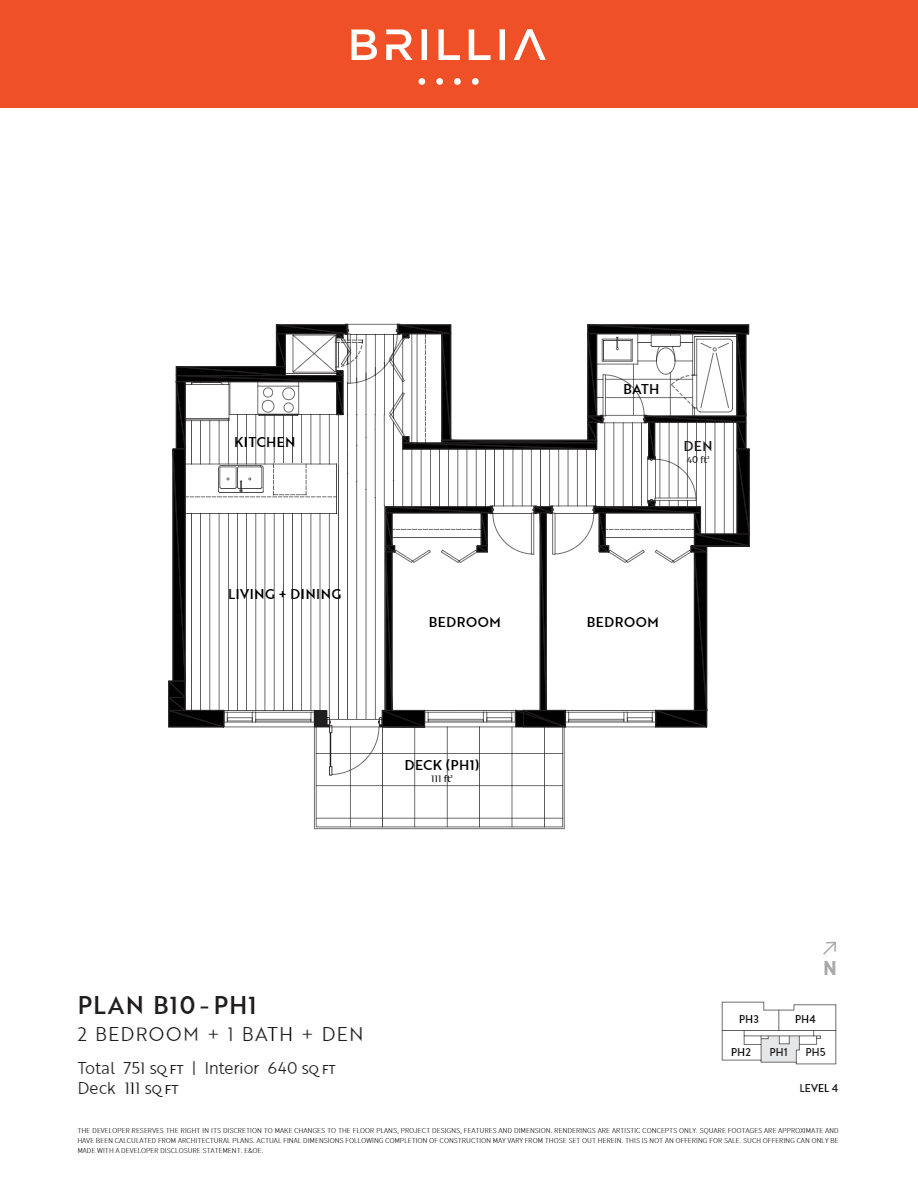 BRILLIA
BATH
KITCHEN
DEN
40 ft²
LIVING + DINING
BEDROOM
BEDROOM
DECK (PH1)
111 ft²
N
PLAN B10 - PH1
2 BEDROOM + 1 BATH + DEN
Total 751 SQ FT | Interior 640 SQ FT
Deck 111 SQ FT
PH3
PH4
PH2
PH1
PH5
LEVEL 4
THE DEVELOPER RESERVES THE RIGHT IN ITS DISCRETION TO MAKE CHANGES TO THE FLOOR PLANS, PROJECT DESIGNS, FEATURES AND DIMENSION. RENDERINGS ARE ARTISTIC CONCEPTS ONLY. SQUARE FOOTAGES ARE APPROXIMATE AND
HAVE BEEN CALCULATED FROM ARCHITECTURAL PLANS. ACTUAL FINAL DIMENSIONS FOLLOWING COMPLETION OF CONSTRUCTION MAY VARY FROM THOSE SET OUT HEREIN. THIS IS NOT AN OFFERING FOR SALE. SUCH OFFERING CAN ONLY BE
MADE WITH A DEVELOPER DISCLOSURE STATEMENT. E&OE.